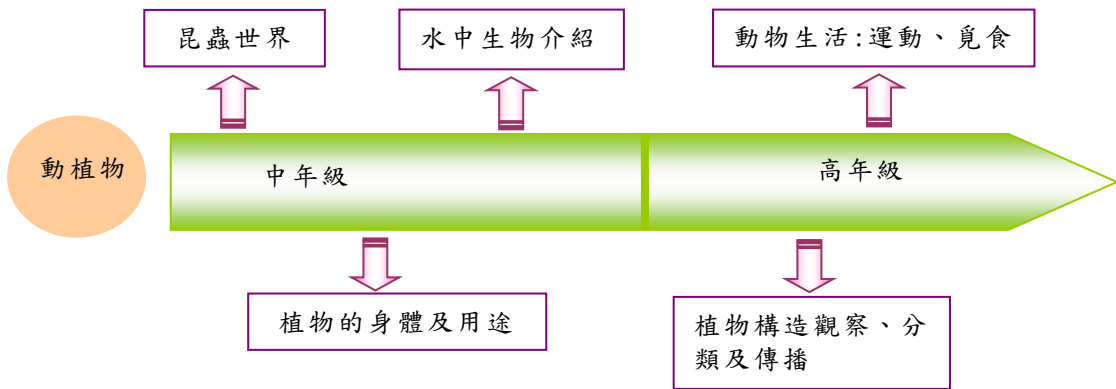 昆蟲世界
水中生物介紹
動物生活:運動、覓食
動植物
中年級
高年級
植物的身體及用途
植物構造觀察、分
類及傳播